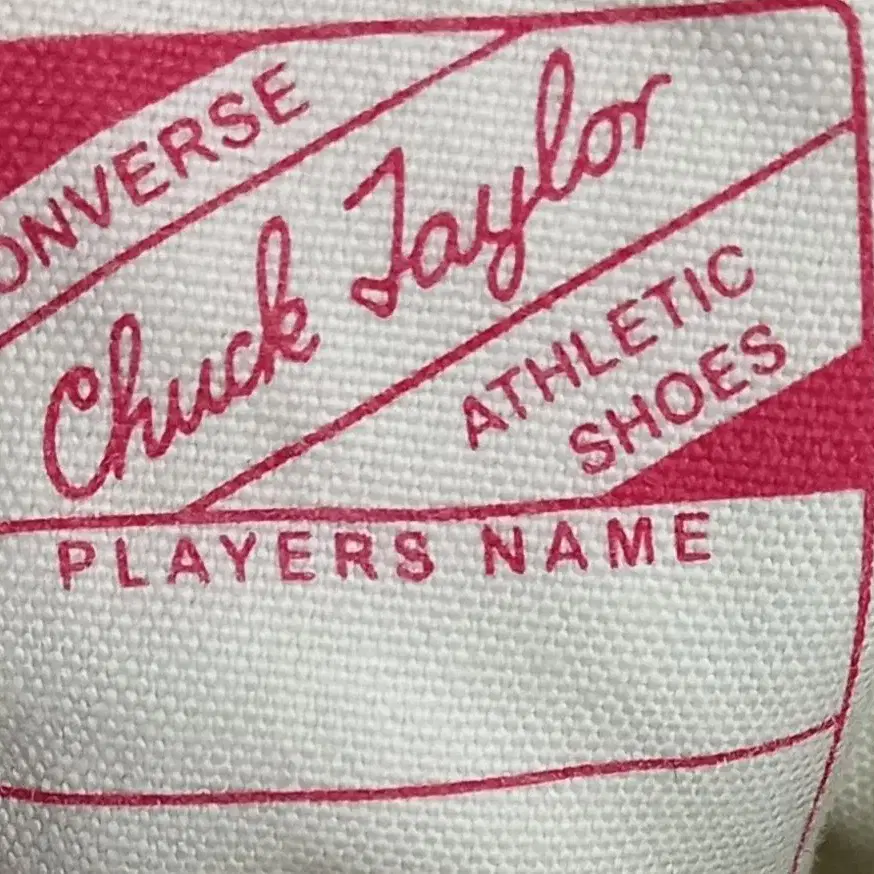 ONVERSE
Chuck Taylor
ATHLETIC
SHOES
PLAYERS NAME